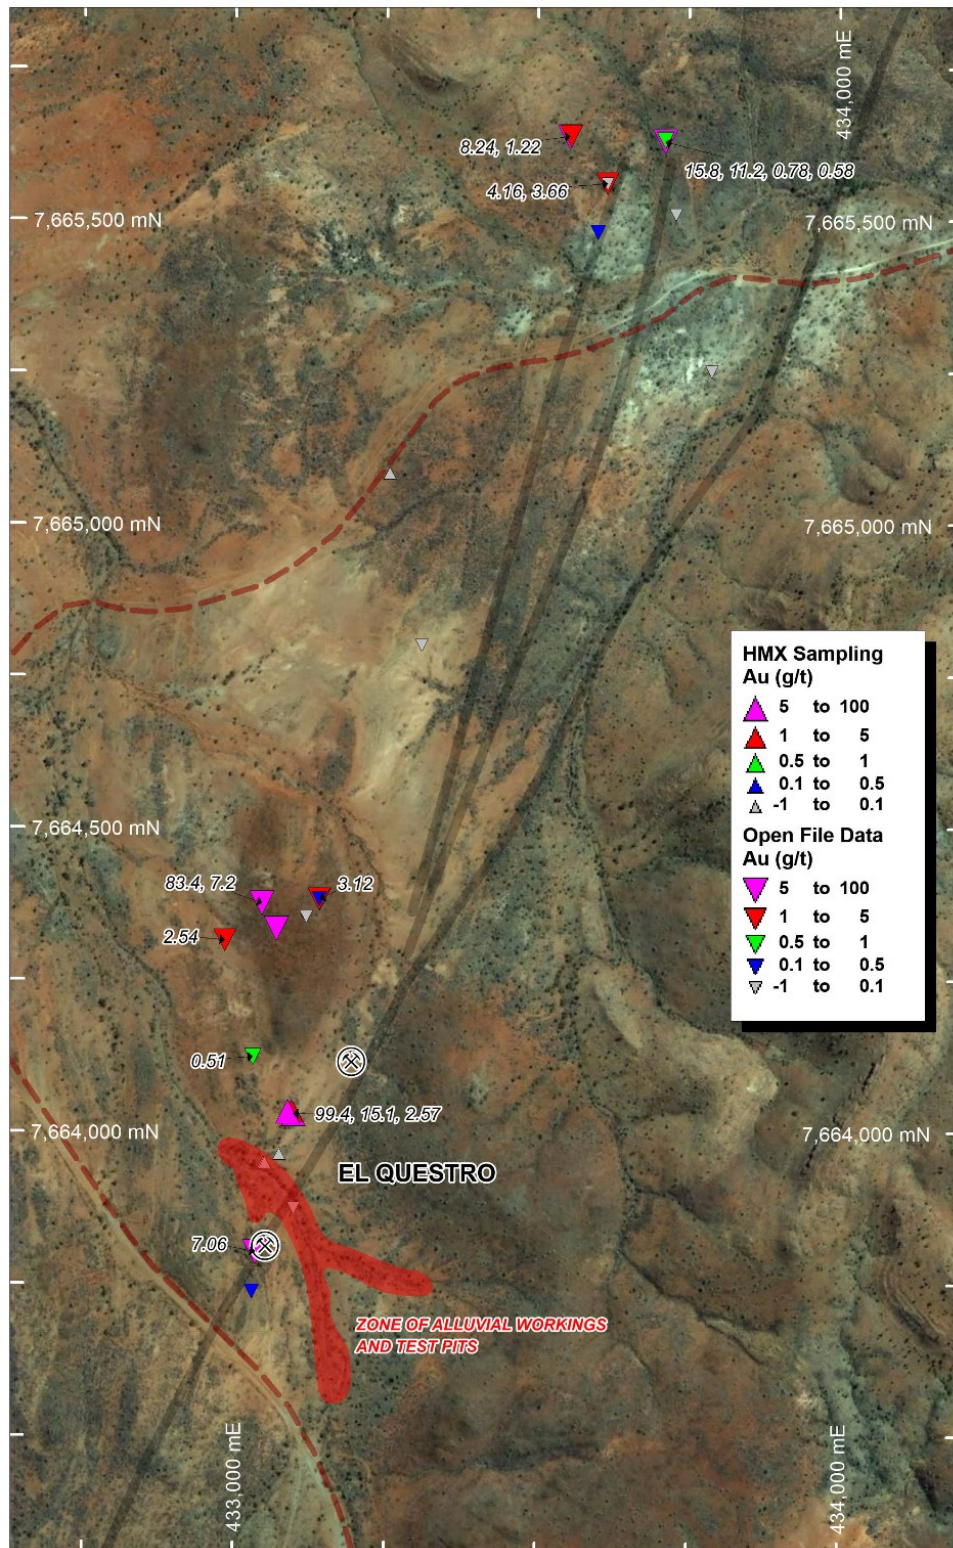 434,000 mE
8.24, 1.22
15.8, 11.2, 0.78, 0.58
4.16, 3.66
7,665,500 mN
7,665,500 mN
7,665,000 mN
7,665,000 mN
HMX Sampling
Au (g/t)
5 to 100
1 to 5
0.5 to 1
0.1 to 0.5
-1 to 0.1
Open File Data
Au (g/t)
5 to 100
1 to 5
0.5 to 1
0.1 to 0.5
-1 to 0.1
7,664,500 mN
83.4, 7.2
3.12
2.54
0.51
99.4, 15.1, 2.57
7,664,000 mN
7,664,000 mN
EL QUESTRO
7.06
ZONE OF ALLUVIAL WORKINGS
AND TEST PITS
433,000 mE
434,000 mE